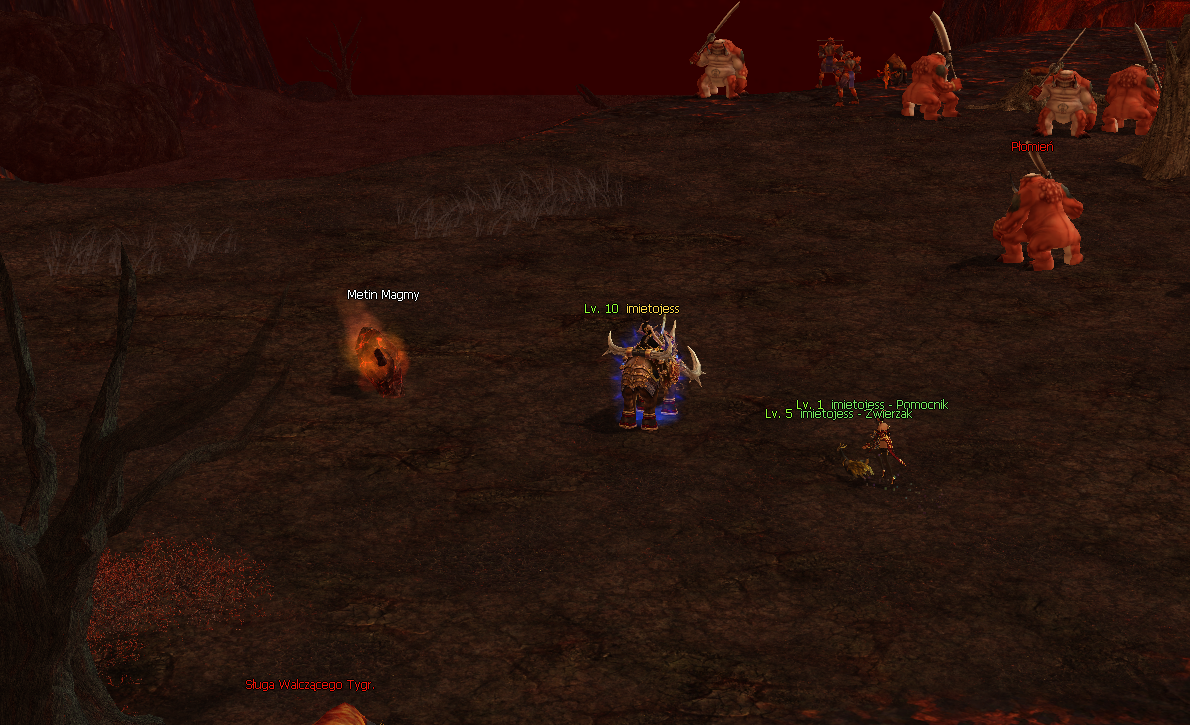 Płomień
Metin Magmy
Lv. 10 imietojess
Lv. 1 imietojess - Pomocnik
Lv. 5 imietojess - Zwierzak
Sługa Walczącego Tygr.